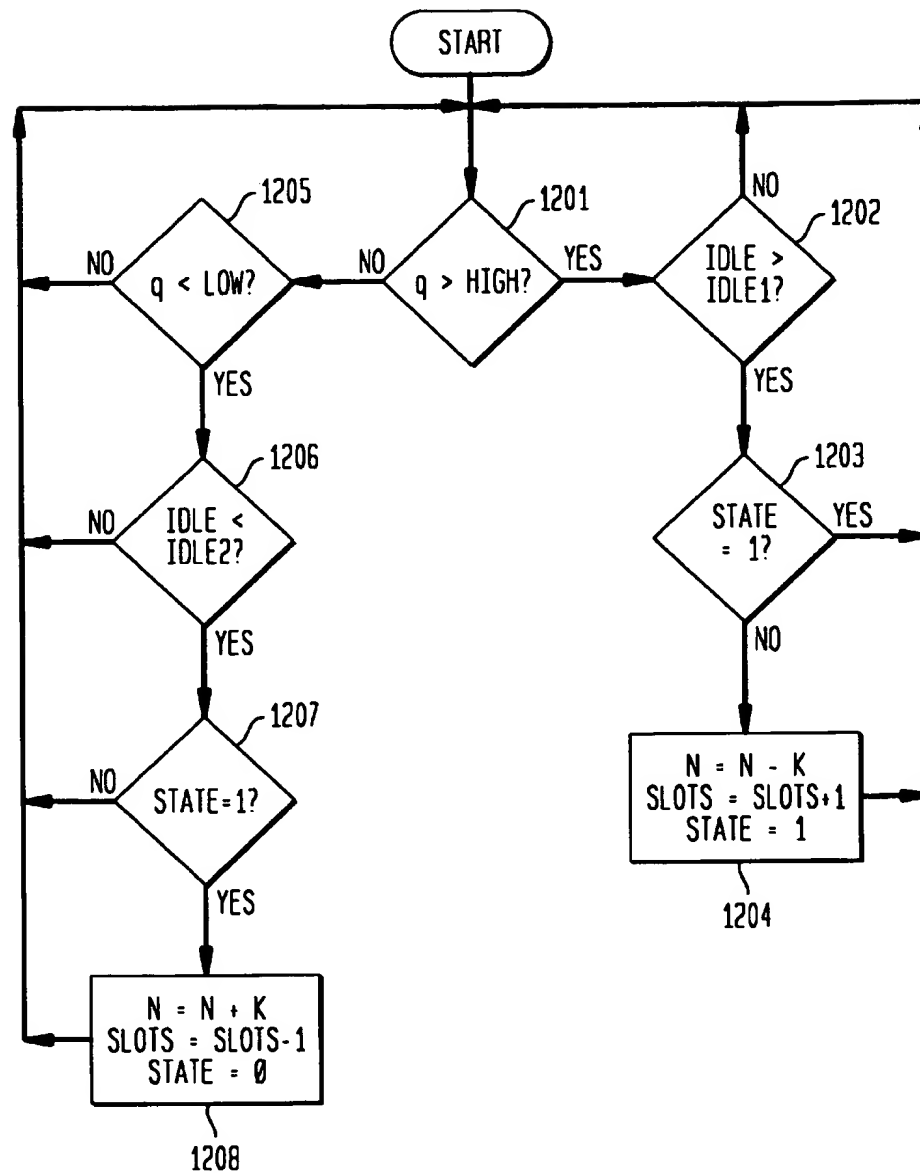 START
1205
1201
1202
NO
NO
q < LOW?
NO
q > HIGH?
YES
IDLE >
IDLE1?
YES
YES
1206
1203
NO
IDLE <
IDLE2?
STATE
= 1?
YES
YES
NO
1207
NO
STATE=1?
N = N - K
SLOTS = SLOTS+1
STATE = 1
YES
1204
N = N + K
SLOTS = SLOTS-1
STATE = 0
1208